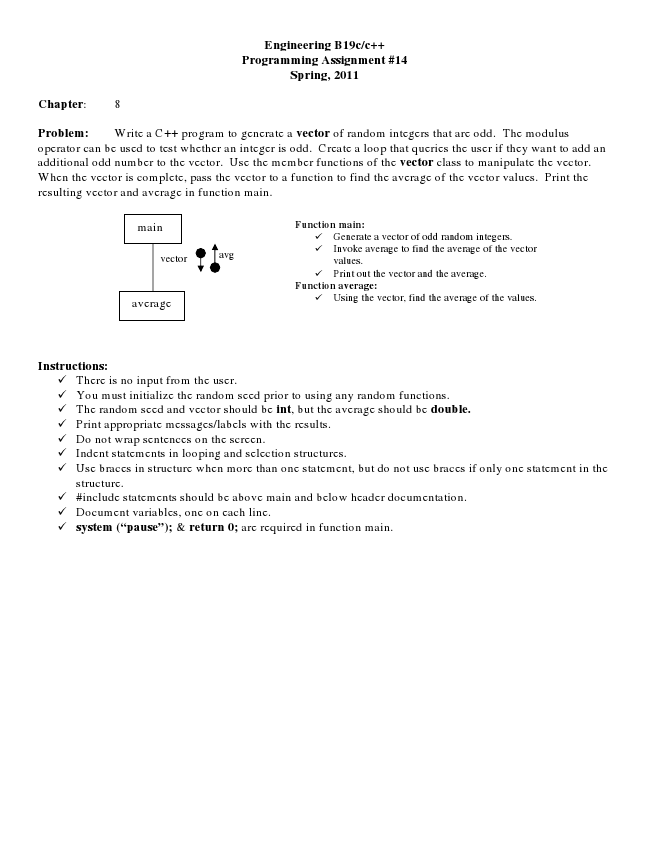 Engineering B19c/c++
Programming Assignment #14
Spring, 2011
Chapter: 8
Problem: Write a C++ program to generate a vector of random integers that are odd. The modulus
operator can be used to test whether an integer is odd. Create a loop that queries the user if they want to add an
additional odd number to the vector. Use the member functions of the vector class to manipulate the vector.
When the vector is complete, pass the vector to a function to find the average of the vector values. Print the
resulting vector and average in function main.
main
vector
avg
average
Function main:
✓ Generate a vector of odd random integers.
✓ Invoke average to find the average of the vector
values.
✓ Print out the vector and the average.
Function average:
✓ Using the vector, find the average of the values.
Instructions:
✓ There is no input from the user.
✓ You must initialize the random seed prior to using any random functions.
✓ The random seed and vector should be int, but the average should be double.
✓ Print appropriate messages/labels with the results.
✓ Do not wrap sentences on the screen.
✓ Indent statements in looping and selection structures.
✓ Use braces in structure when more than one statement, but do not use braces if only one statement in the
structure.
✓ #include statements should be above main and below header documentation.
✓ Document variables, one on each line.
✓ system (“pause”); & return 0; are required in function main.